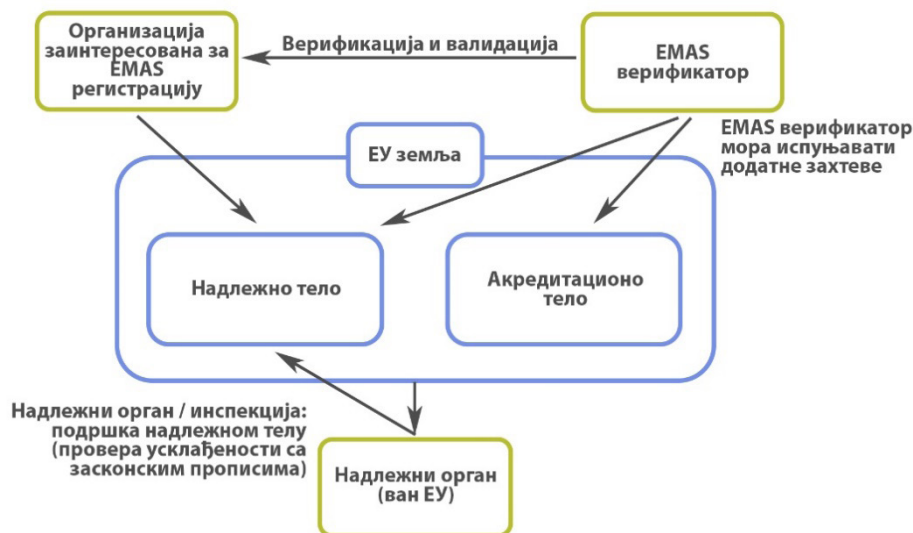 Организација
заинтересована за
EMAS
регистрацију
Верификација и валидација
EMAS
верификатор
EMAS верификатор
мора испуњавати
додатне захтеве
ЕУ земља
Надлежно тело
Акредитационо
тело
Надлежни орган / инспекција:
подршка надлежном телу
(провера усклађености са
засконским прописима)
Надлежни орган
(ван ЕУ)